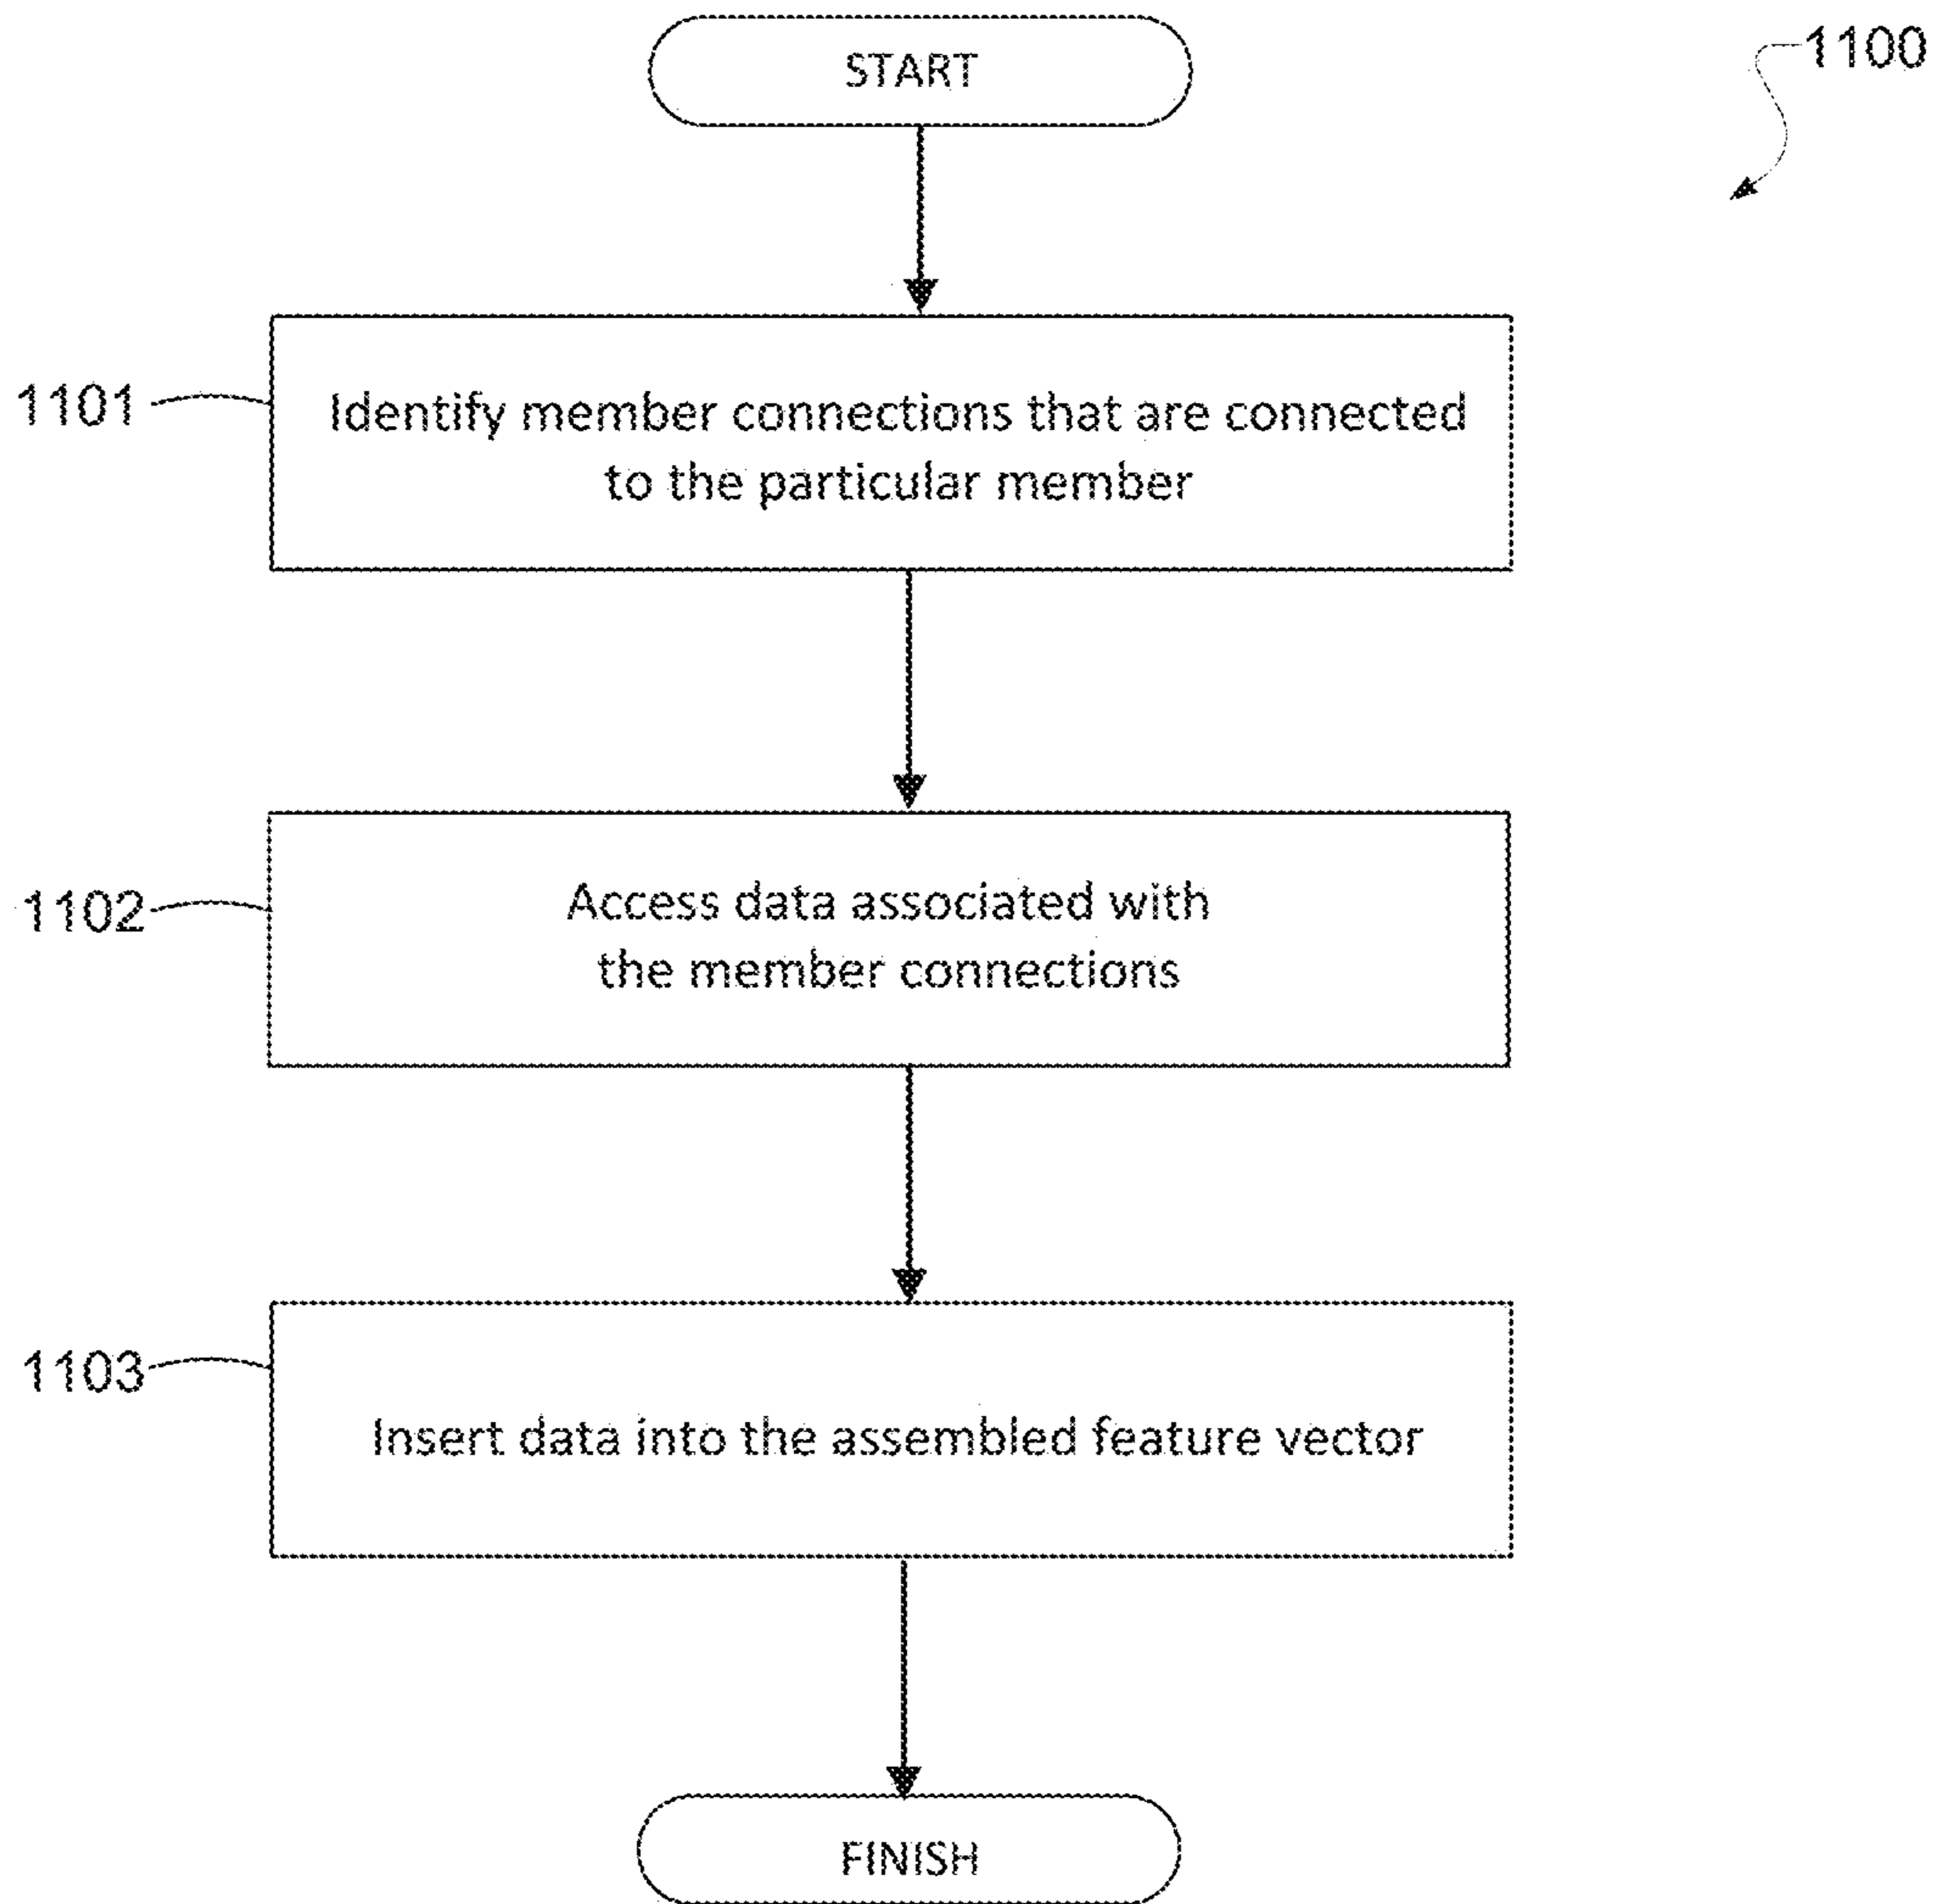 START
1100
1101
Identify member connections that are connected
to the particular member
1102
Access data associated with
the member connections
1103
Insert data into the assembled feature vector
FINISH